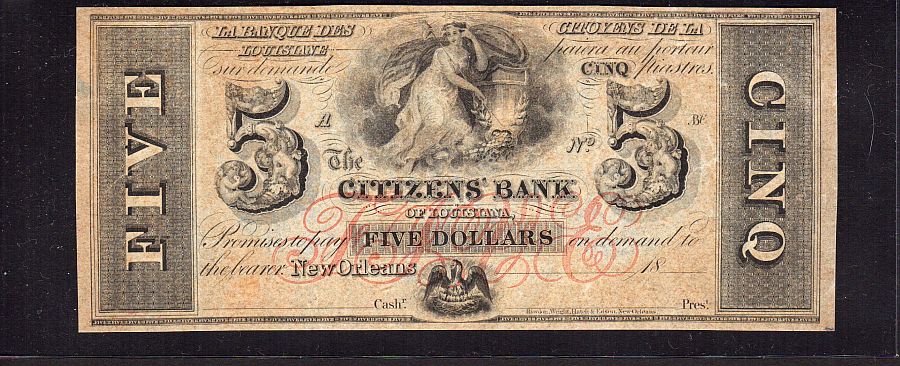 LA BANQUE DES CITOYENS DE LA
LOUISIANE paiera au porteur
sur demande CINQ piastres.
FIVE
5
A
No
5
B
CINQ
The
CITIZENS' BANK
OF LOUISIANA,
Promises to pay FIVE DOLLARS on demand to
the bearer New Orleans 18
Cashr. Prest.
Rawdon, Wright, Hatch & Edson, New Orleans